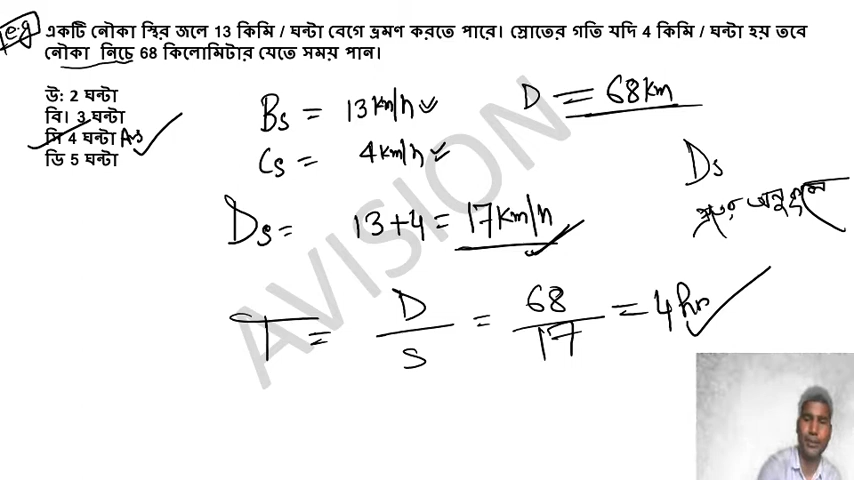 e.g একটি নৌকা স্থির জলে 13 কিমি / ঘন্টা বেগে ভ্রমণ করতে পারে। স্রোতের গতি যদি 4 কিমি / ঘন্টা হয় তবে
নৌকা নিচে 68 কিলোমিটার যেতে সময় পান।
উ: 2 ঘন্টা
বি। 3 ঘন্টা
সি 4 ঘন্টা Ans
ডি 5 ঘন্টা
Bs = 13 km/h
D = 68 km
Cs = 4 km/h
Ds
অনুকূলে
Ds = 13+4 = 17 km/h
T = D/S = 68/17 = 4 hr
AVISION